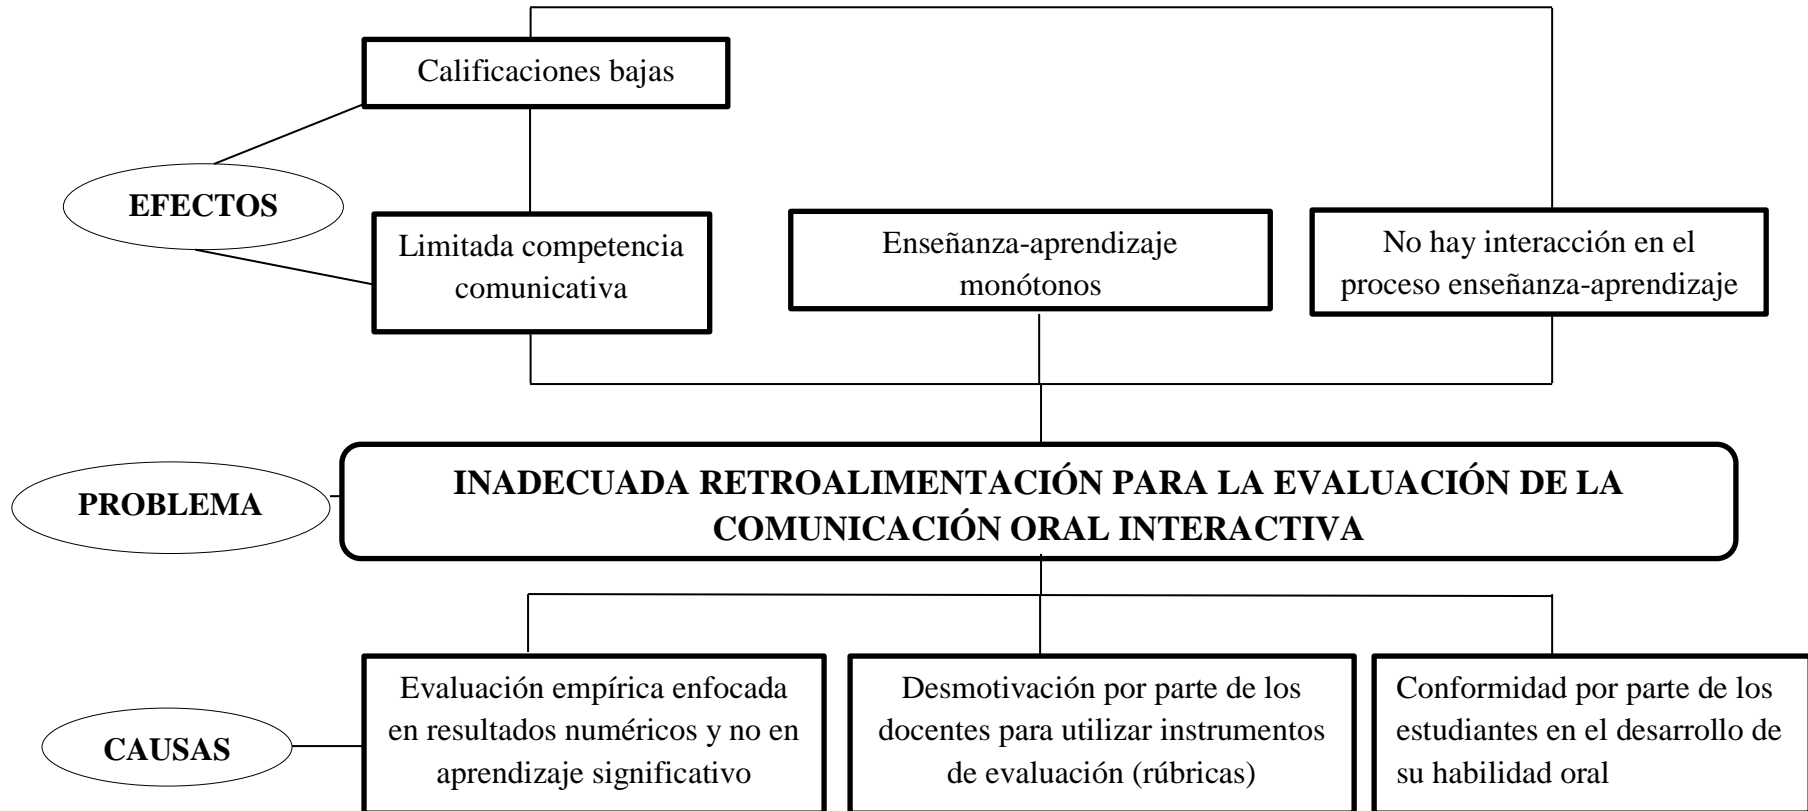 Calificaciones bajas
EFECTOS
Limitada competencia
comunicativa
Enseñanza-aprendizaje
monótonos
No hay interacción en el
proceso enseñanza-aprendizaje
PROBLEMA
INADECUADA RETROALIMENTACIÓN PARA LA EVALUACIÓN DE LA
COMUNICACIÓN ORAL INTERACTIVA
CAUSAS
Evaluación empírica enfocada
en resultados numéricos y no en
aprendizaje significativo
Desmotivación por parte de los
docentes para utilizar instrumentos
de evaluación (rúbricas)
Conformidad por parte de los
estudiantes en el desarrollo de
su habilidad oral